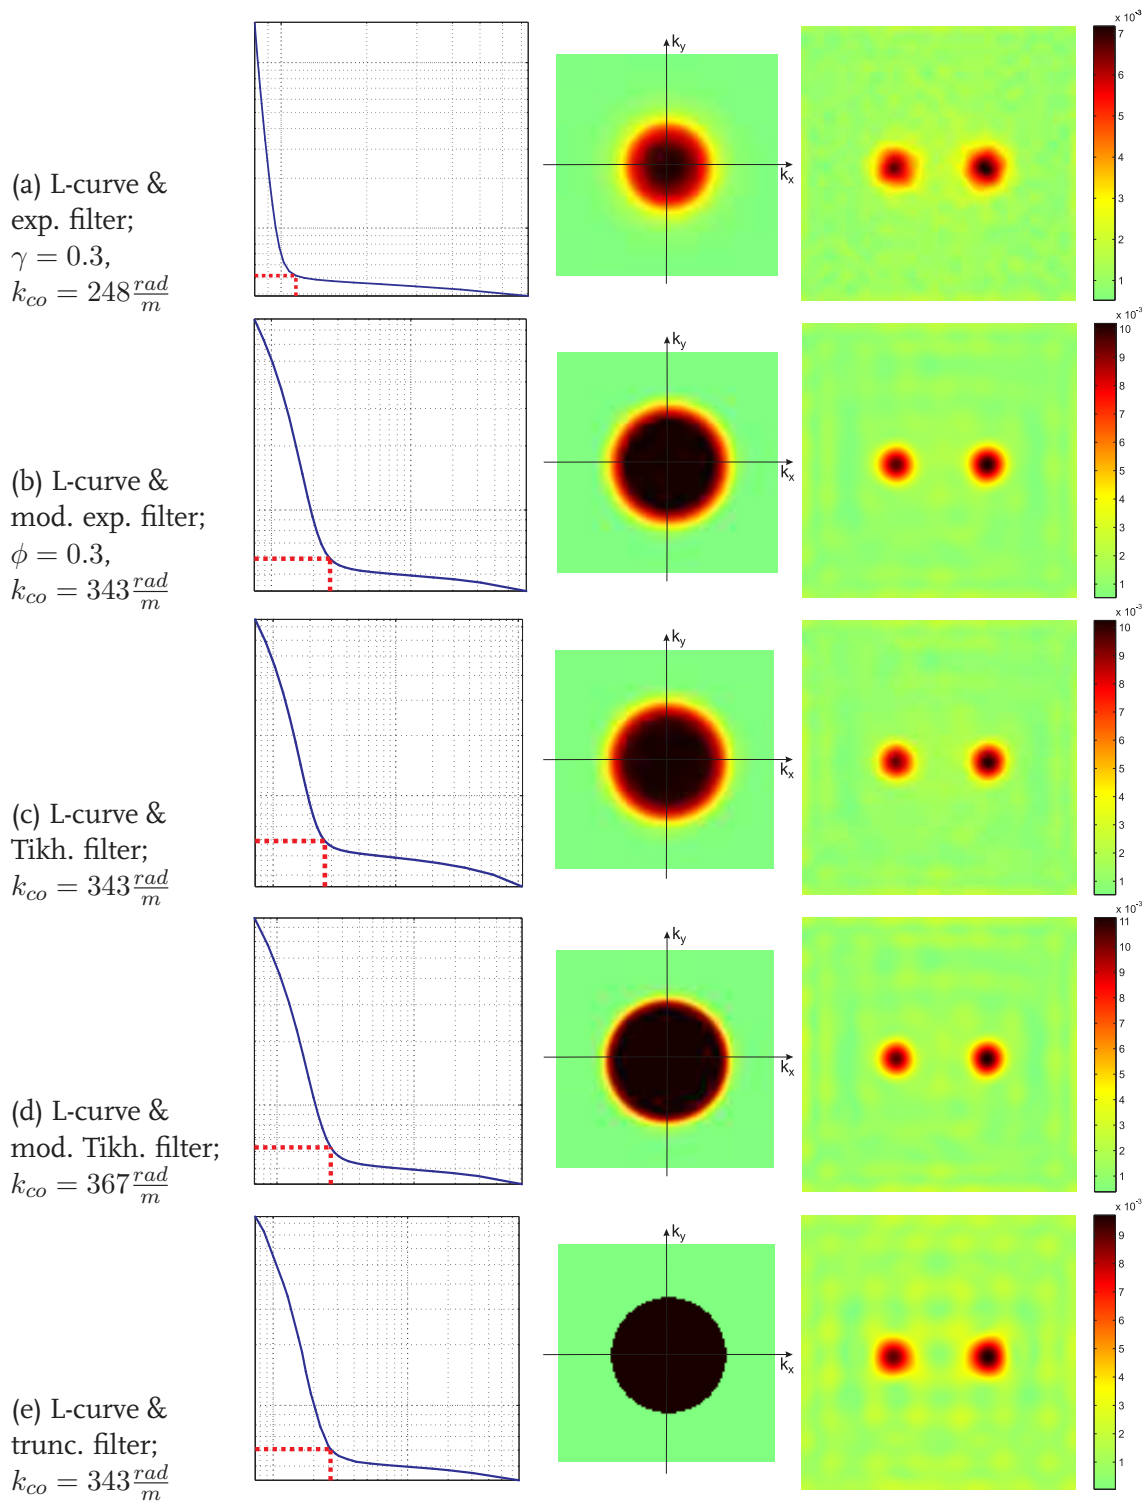 (a) L-curve &
exp. filter;
γ = 0.3,
k_co = 248 rad/m
k_y
k_x
x 10⁻³
7
6
5
4
3
2
1
(b) L-curve &
mod. exp. filter;
ϕ = 0.3,
k_co = 343 rad/m
k_y
k_x
x 10⁻³
10
9
8
7
6
5
4
3
2
1
(c) L-curve &
Tikh. filter;
k_co = 343 rad/m
k_y
k_x
x 10⁻³
10
9
8
7
6
5
4
3
2
1
(d) L-curve &
mod. Tikh. filter;
k_co = 367 rad/m
k_y
k_x
x 10⁻³
11
10
9
8
7
6
5
4
3
2
1
(e) L-curve &
trunc. filter;
k_co = 343 rad/m
k_y
k_x
x 10⁻³
9
8
7
6
5
4
3
2
1